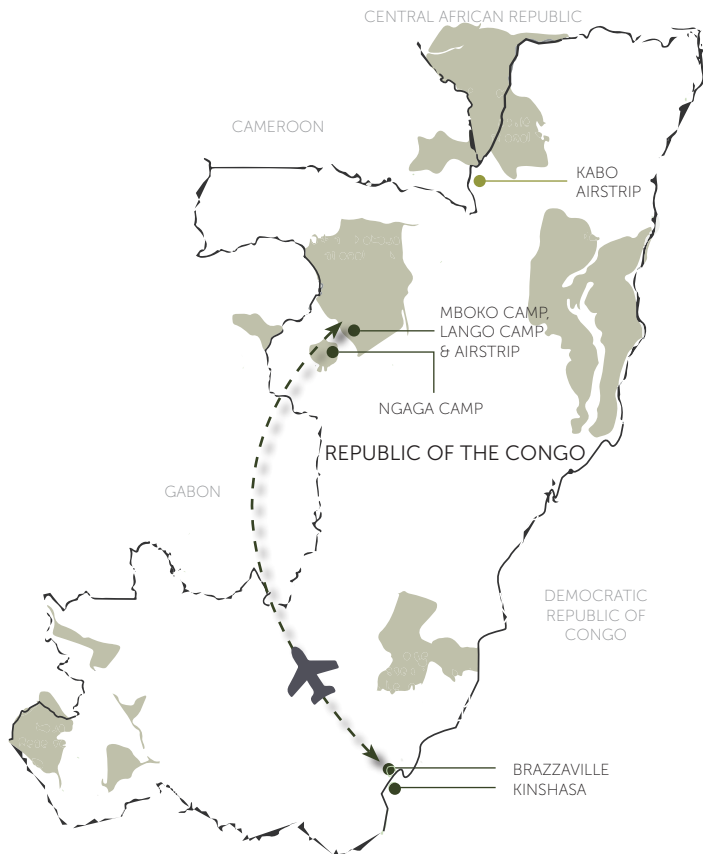 CENTRAL AFRICAN REPUBLIC
CAMEROON
KABO
AIRSTRIP
MBOKO CAMP,
LANGO CAMP
& AIRSTRIP
NGAGA CAMP
REPUBLIC OF THE CONGO
GABON
DEMOCRATIC
REPUBLIC OF
CONGO
BRAZZAVILLE
KINSHASA